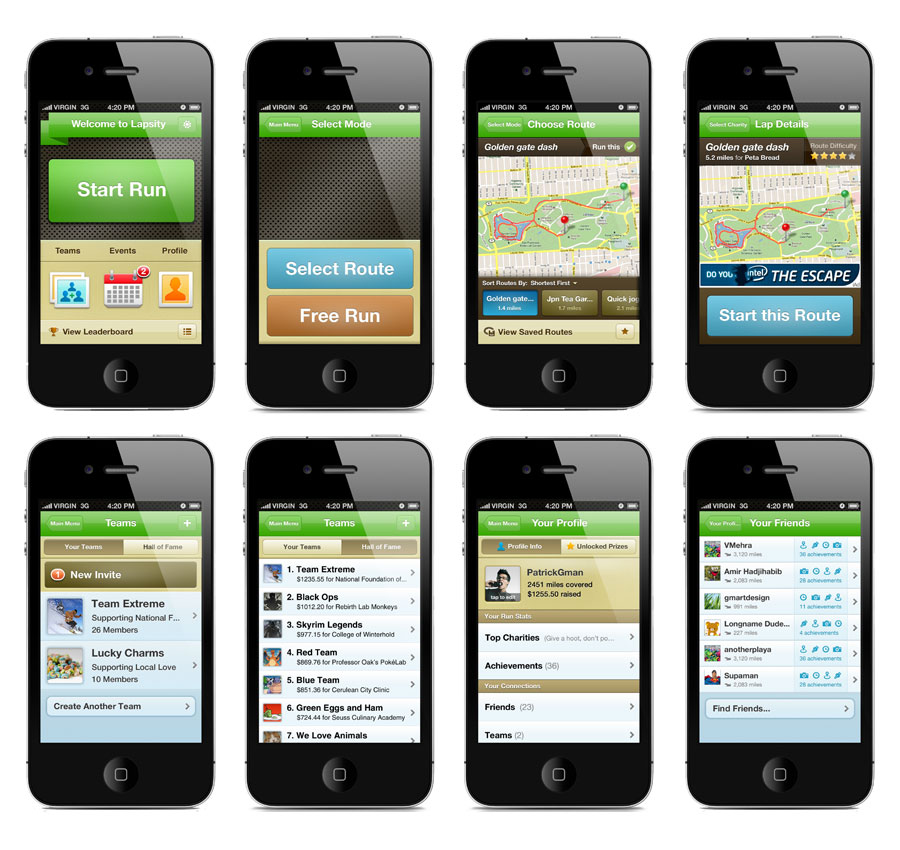 VIRGIN 3G 4:20 PM
Welcome to Lapsity
Start Run
Teams Events Profile
2
View Leaderboard
VIRGIN 3G 4:20 PM
Main Menu Select Mode
Select Route
Free Run
VIRGIN 3G 4:20 PM
Select Mode Choose Route
Golden gate dash Run this
Sort Routes By: Shortest First
Golden gate... Jpn Tea Gar... Quick jog
1.4 miles 1.7 miles 2.1 mile
View Saved Routes
VIRGIN 3G 4:20 PM
Select Charity Lap Details
Golden gate dash Route Difficulty
5.2 miles for Peta Bread
DO YOU intel THE ESCAPE
Start this Route
VIRGIN 3G 4:20 PM
Main Menu Teams +
Your Teams Hall of Fame
1 New Invite
Team Extreme
Supporting National F...
26 Members
Lucky Charms
Supporting Local Love
10 Members
Create Another Team
VIRGIN 3G 4:20 PM
Main Menu Teams +
Your Teams Hall of Fame
1. Team Extreme
$1235.55 for National Foundation of...
2. Black Ops
$1012.20 for Rebirth Lab Monkeys
3. Skyrim Legends
$977.15 for College of Winterhold
4. Red Team
$869.76 for Professor Oak's PokéLab
5. Blue Team
$851.36 for Cerulean City Clinic
6. Green Eggs and Ham
$724.44 for Seuss Culinary Academy
7. We Love Animals
VIRGIN 3G 4:20 PM
Main Menu Your Profile
Profile Info Unlocked Prizes
PatrickGman
2451 miles covered
$1255.50 raised
tap to edit
Your Run Stats
Top Charities (Give a hoot, don't po...
Achievements (36)
Your Connections
Friends (23)
Teams (2)
VIRGIN 3G 4:20 PM
Your Profi... Your Friends
VMehra
3,120 miles 36 achievements
Amir Hadjihabib
2,083 miles 28 achievements
gmartdesign
991 miles 11 achievements
Longname Dude...
227 miles 4 achievements
anotherplaya
3,120 miles 36 achievements
Supaman
2,083 miles 28 achievements
Find Friends...